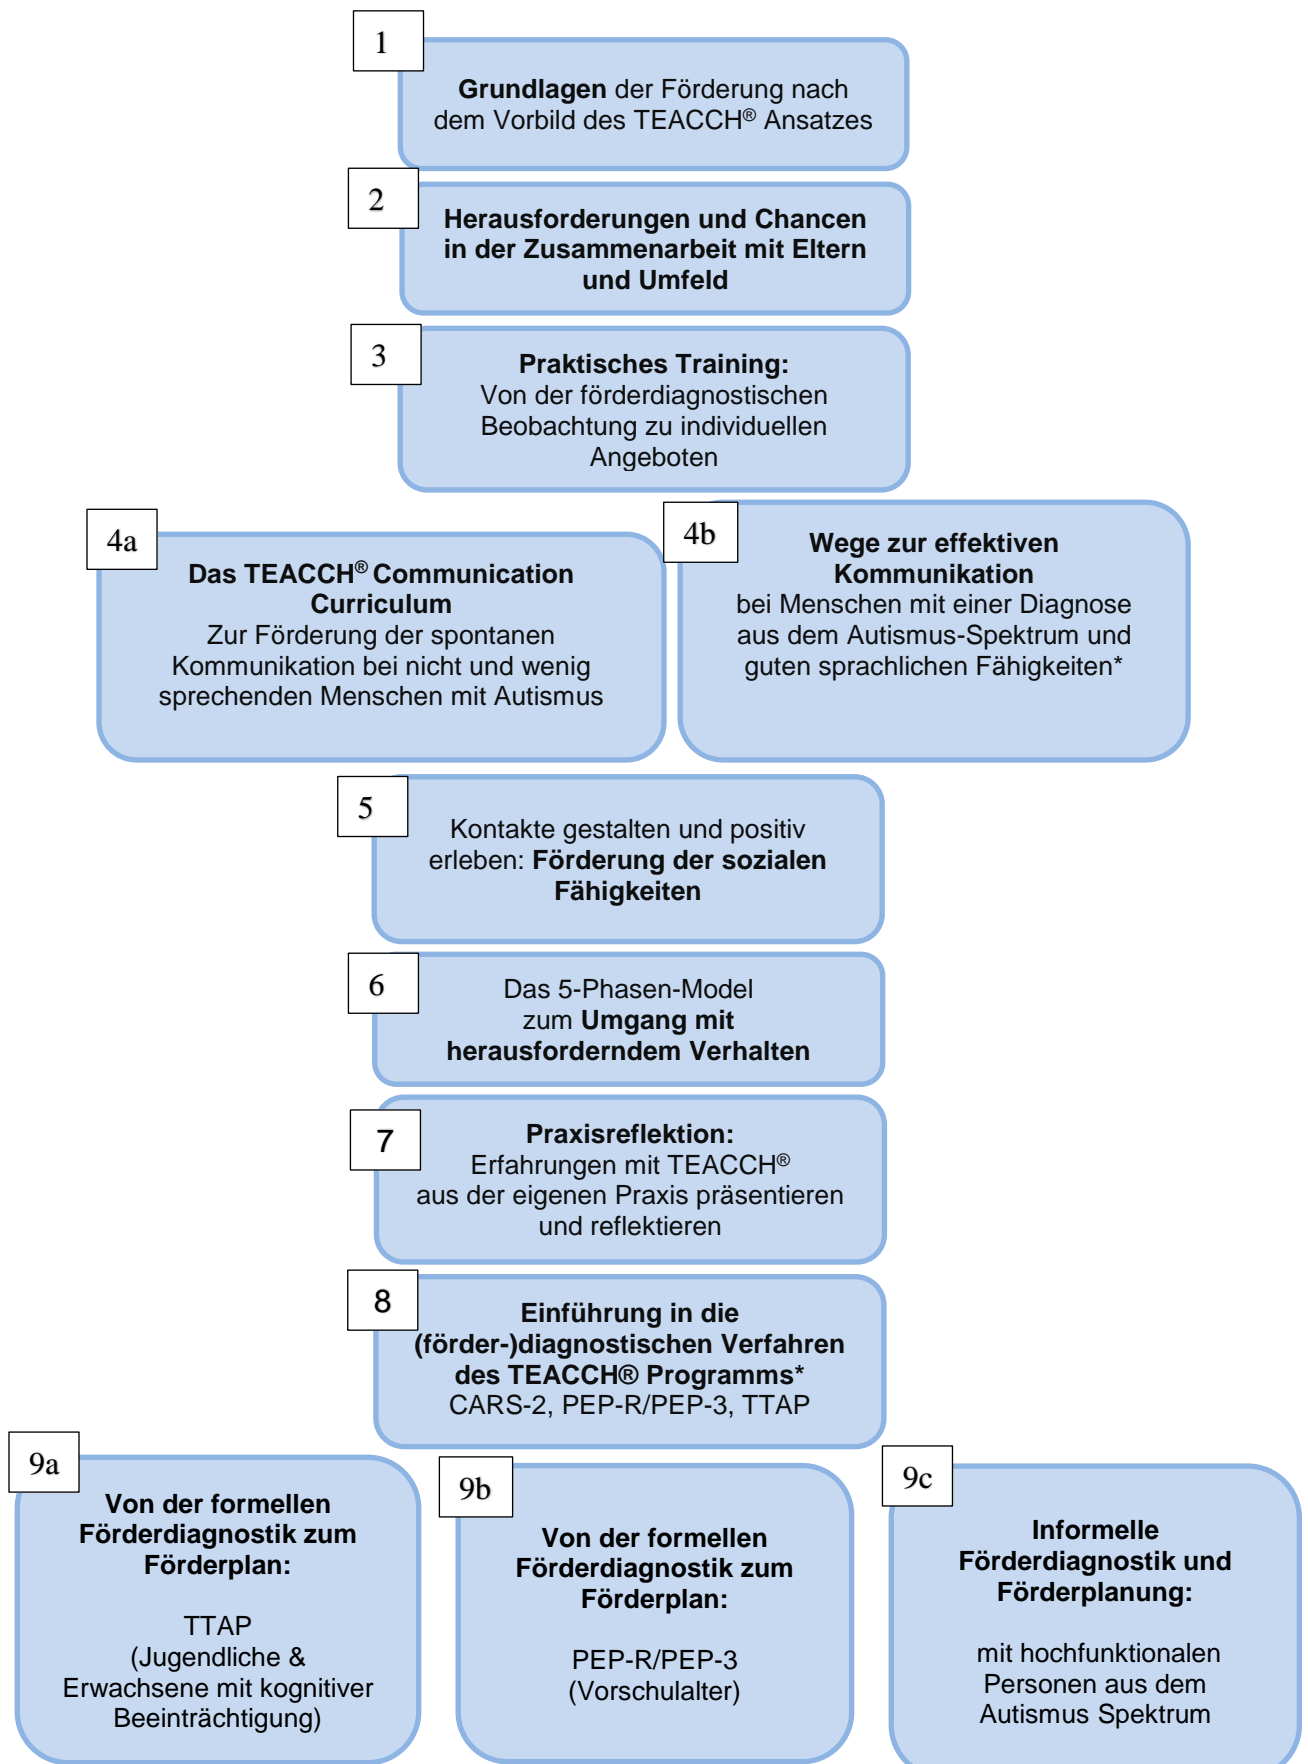 1
Grundlagen der Förderung nach
dem Vorbild des TEACCH® Ansatzes
2
Herausforderungen und Chancen
in der Zusammenarbeit mit Eltern
und Umfeld
3
Praktisches Training:
Von der förderdiagnostischen
Beobachtung zu individuellen
Angeboten
4a
Das TEACCH® Communication
Curriculum
Zur Förderung der spontanen
Kommunikation bei nicht und wenig
sprechenden Menschen mit Autismus
4b
Wege zur effektiven
Kommunikation
bei Menschen mit einer Diagnose
aus dem Autismus-Spektrum und
guten sprachlichen Fähigkeiten*
5
Kontakte gestalten und positiv
erleben: Förderung der sozialen
Fähigkeiten
6
Das 5-Phasen-Model
zum Umgang mit
herausforderndem Verhalten
7
Praxisreflektion:
Erfahrungen mit TEACCH®
aus der eigenen Praxis präsentieren
und reflektieren
8
Einführung in die
(förder-)diagnostischen Verfahren
des TEACCH® Programms*
CARS-2, PEP-R/PEP-3, TTAP
9a
Von der formellen
Förderdiagnostik zum
Förderplan:
TTAP
(Jugendliche &
Erwachsene mit kognitiver
Beeinträchtigung)
9b
Von der formellen
Förderdiagnostik zum
Förderplan:
PEP-R/PEP-3
(Vorschulalter)
9c
Informelle
Förderdiagnostik und
Förderplanung:
mit hochfunktionalen
Personen aus dem
Autismus Spektrum